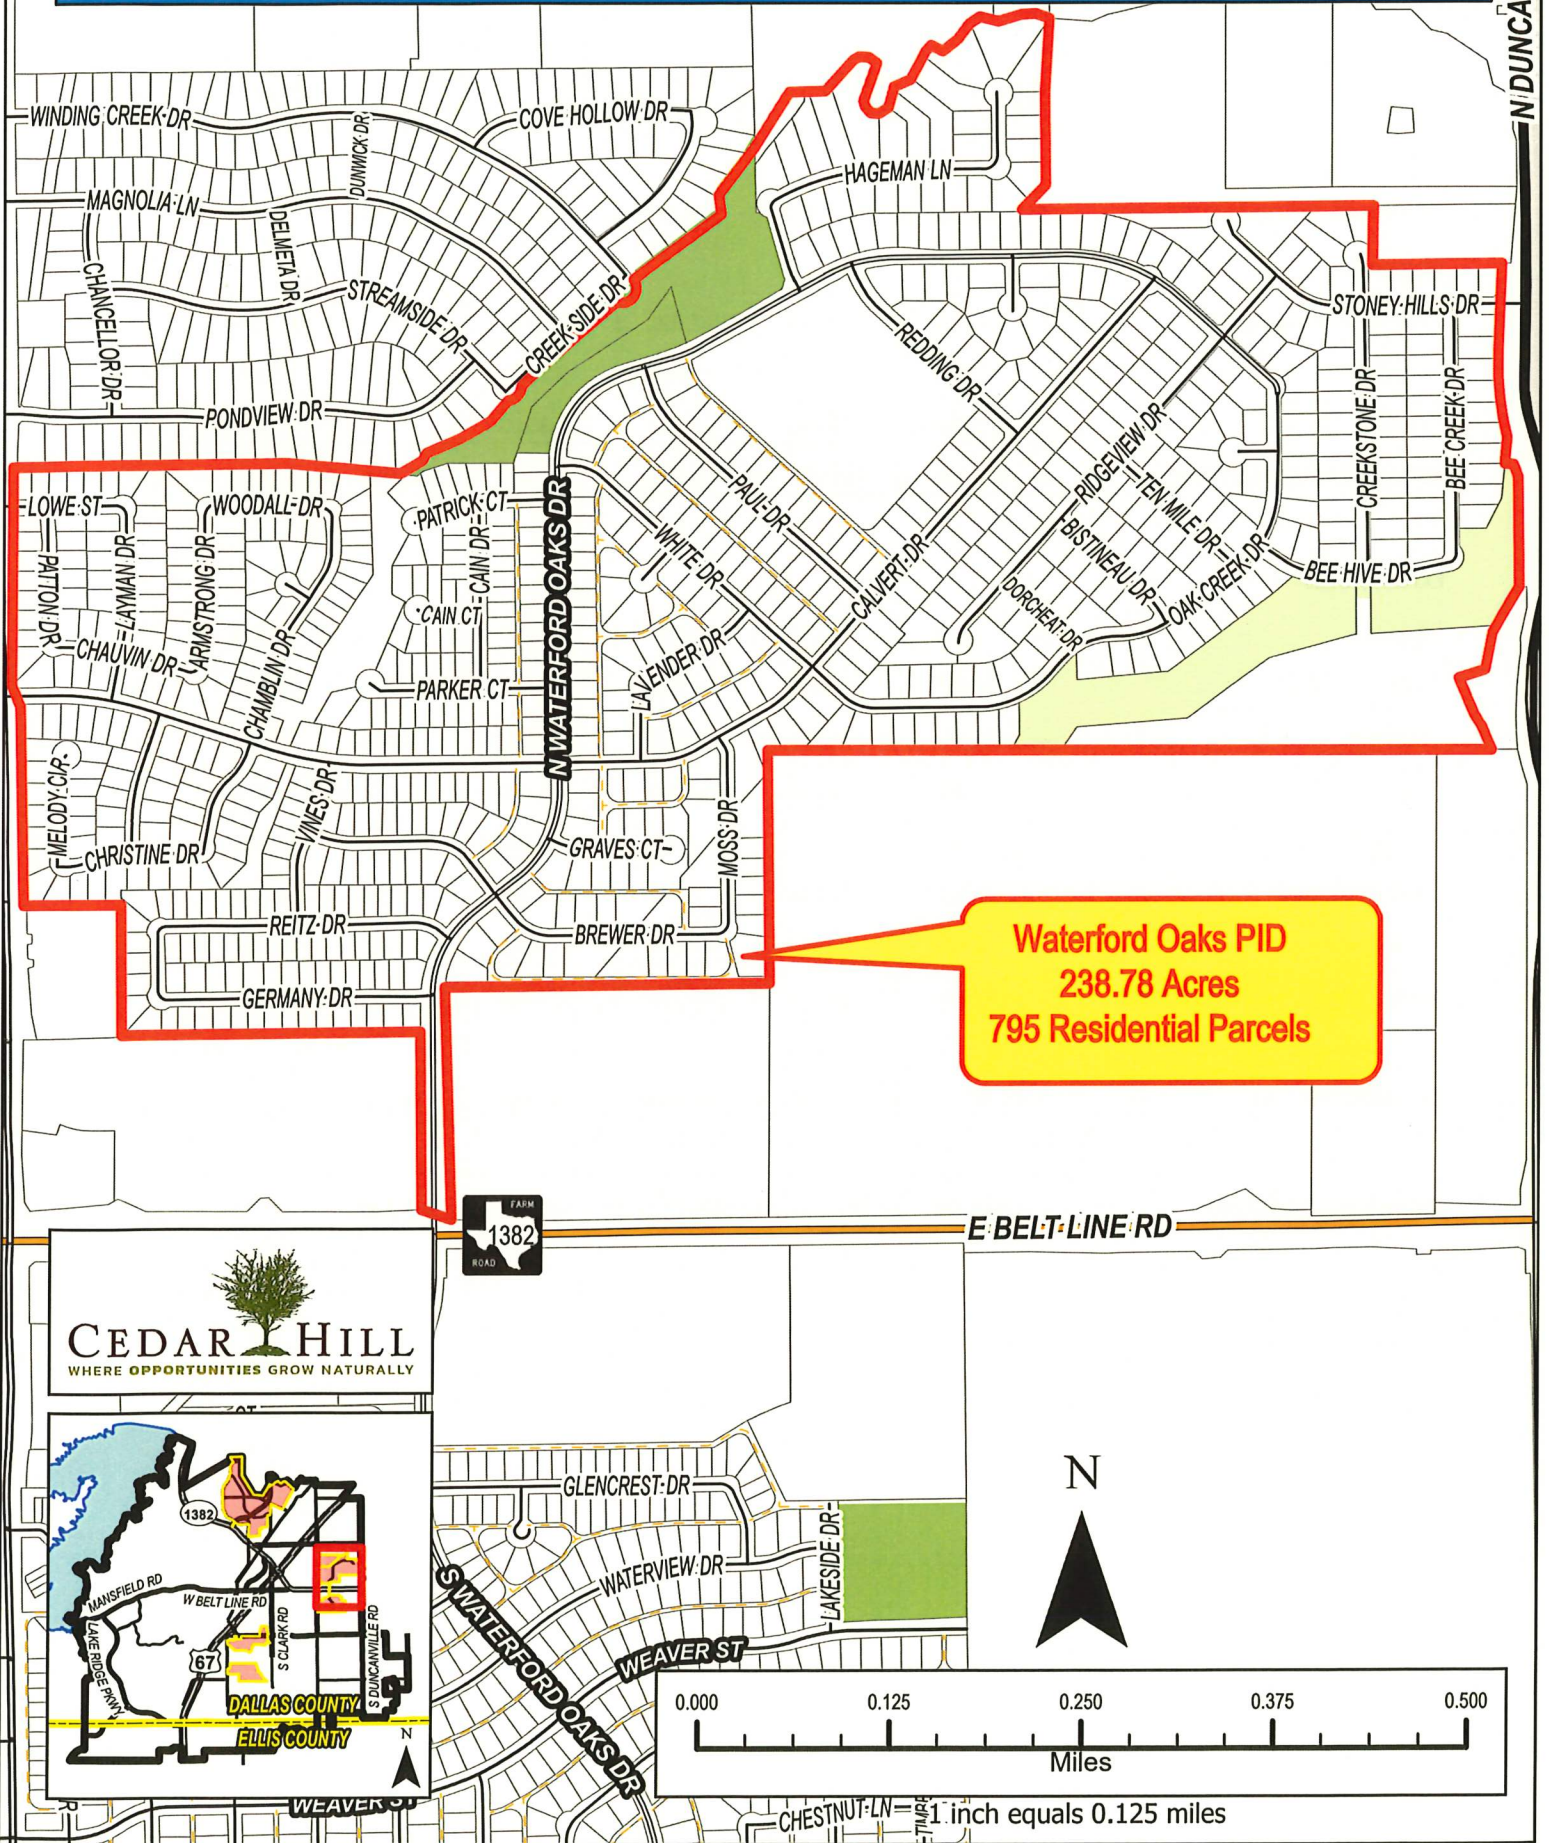 N DUNCA
WINDING CREEK DR
COVE HOLLOW DR
DUNWICK DR
HAGEMAN LN
MAGNOLIA LN
DELMETA DR
CHANCELLOR DR
STREAMSIDE DR
CREEK SIDE DR
STONEY HILLS DR
REDDING DR
PONDVIEW DR
CREEKSTONE DR
BEE CREEK DR
RIDGEVIEW DR
TEN MILE DR
LOWE ST
WOODALL DR
PATRICK CT
PAUL DR
WHITE DR
CALVERT DR
BISTINEAU DR
OAK CREEK DR
BEE HIVE DR
PATTON DR
LAYMAN DR
ARMSTRONG DR
CAIN DR
CAIN CT
N WATERFORD OAKS DR
DORCHEAT DR
CHAUVIN DR
CHAMBLIN DR
LAVENDER DR
PARKER CT
MELODY CIR
VINES DR
MOSS DR
CHRISTINE DR
GRAVES CT
REITZ DR
BREWER DR
GERMANY DR
Waterford Oaks PID
238.78 Acres
795 Residential Parcels
FARM
1382
ROAD
E BELT LINE RD
CEDAR HILL
WHERE OPPORTUNITIES GROW NATURALLY
CT
GLENCREST DR
WATERVIEW DR
LAKESIDE DR
S WATERFORD OAKS DR
WEAVER ST
N
1382
MANSFIELD RD
W BELT LINE RD
LAKE RIDGE PKWY
S CLARK RD
67
S DUNCANVILLE RD
DALLAS COUNTY
ELLIS COUNTY
N
0.000 0.125 0.250 0.375 0.500
Miles
WEAVER ST
CHESTNUT LN
1 inch equals 0.125 miles